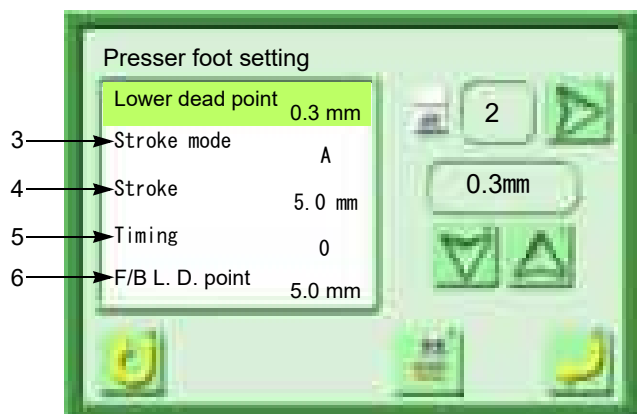 Presser foot setting
Lower dead point
0.3 mm
3 Stroke mode
A
4 Stroke
5.0 mm
5 Timing
0
6 F/B L. D. point
5.0 mm
2
0.3mm